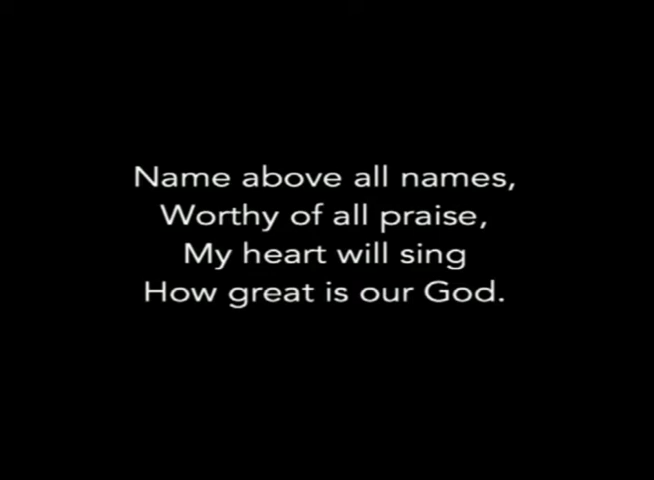 Name above all names,
Worthy of all praise,
My heart will sing
How great is our God.